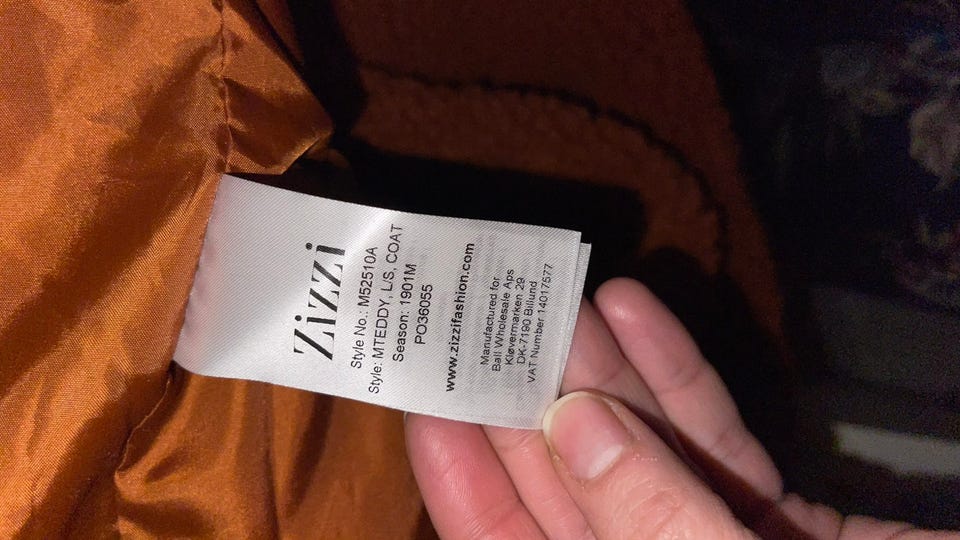 Zizzi
Style No.: M52510A
Style: MTEDDY, L/S, COAT
Season: 1901M
PO36055
www.zizzifashion.com
Manufactured for
Ball Wholesale Aps
Kløvermarken 29
DK-7190 Billund
VAT Number 14017577